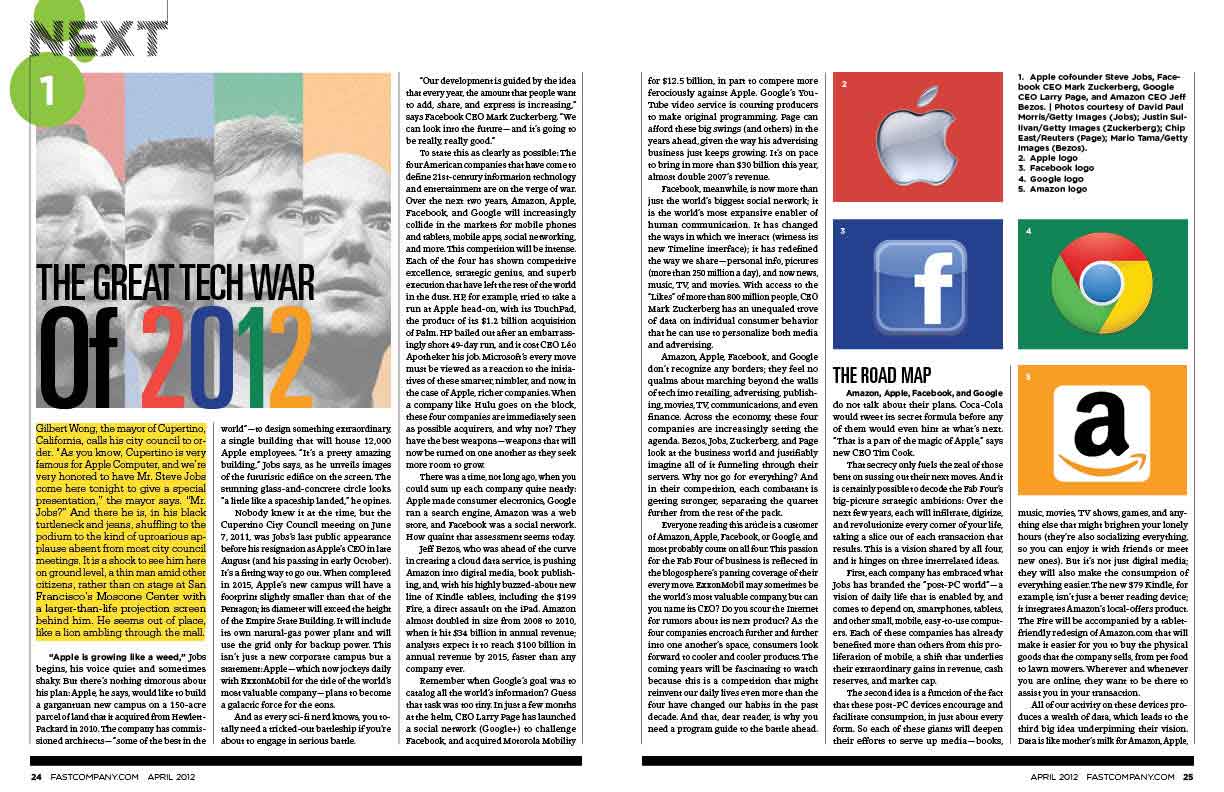 NEXT
1
THE GREAT TECH WAR
Of 2012
Gilbert Wong, the mayor of Cupertino,
California, calls his city council to or-
der. "As you know, Cupertino is very
famous for Apple Computer, and we're
very honored to have Mr. Steve Jobs
come here tonight to give a special
presentation," the mayor says. "Mr.
Jobs?" And there he is, in his black
turtleneck and jeans, shuffling to the
podium to the kind of uproarious ap-
plause absent from most city council
meetings. It is a shock to see him here
on ground level, a thin man amid other
citizens, rather than on stage at San
Francisco's Moscone Center with
a larger-than-life projection screen
behind him. He seems out of place,
like a lion ambling through the mall.
"Apple is growing like a weed," Jobs
begins, his voice quiet and sometimes
shaky. But there's nothing timorous about
his plan: Apple, he says, would like to build
a gargantuan new campus on a 150-acre
parcel of land that it acquired from Hewlett-
Packard in 2010. The company has commis-
sioned architects—"some of the best in the
world"—to design something extraordinary,
a single building that will house 12,000
Apple employees. "It's a pretty amazing
building," Jobs says, as he unveils images
of the futuristic edifice on the screen. The
stunning glass-and-concrete circle looks
"a little like a spaceship landed," he opines.
Nobody knew it at the time, but the
Cupertino City Council meeting on June
7, 2011, was Jobs's last public appearance
before his resignation as Apple's CEO in late
August (and his passing in early October).
It's a fitting way to go out. When completed
in 2015, Apple's new campus will have a
footprint slightly smaller than that of the
Pentagon; its diameter will exceed the height
of the Empire State Building. It will include
its own natural-gas power plant and will
use the grid only for backup power. This
isn't just a new corporate campus but a
statement: Apple—which now jockeys daily
with ExxonMobil for the title of the world's
most valuable company—plans to become
a galactic force for the eons.
And as every sci-fi nerd knows, you to-
tally need a tricked-out battleship if you're
about to engage in serious battle.
"Our development is guided by the idea
that every year, the amount that people want
to add, share, and express is increasing,"
says Facebook CEO Mark Zuckerberg. "We
can look into the future—and it's going to
be really, really good."
To state this as clearly as possible: The
four American companies that have come to
define 21st-century information technology
and entertainment are on the verge of war.
Over the next two years, Amazon, Apple,
Facebook, and Google will increasingly
collide in the markets for mobile phones
and tablets, mobile apps, social networking,
and more. This competition will be intense.
Each of the four has shown competitive
excellence, strategic genius, and superb
execution that have left the rest of the world
in the dust. HP, for example, tried to take a
run at Apple head-on, with its TouchPad,
the product of its $1.2 billion acquisition
of Palm. HP bailed out after an embarrass-
ingly short 49-day run, and it cost CEO Léo
Apotheker his job. Microsoft's every move
must be viewed as a reaction to the initia-
tives of these smarter, nimbler, and now, in
the case of Apple, richer companies. When
a company like Hulu goes on the block,
these four companies are immediately seen
as possible acquirers, and why not? They
have the best weapons—weapons that will
now be turned on one another as they seek
more room to grow.
There was a time, not long ago, when you
could sum up each company quite neatly:
Apple made consumer electronics, Google
ran a search engine, Amazon was a web
store, and Facebook was a social network.
How quaint that assessment seems today.
Jeff Bezos, who was ahead of the curve
in creating a cloud data service, is pushing
Amazon into digital media, book publish-
ing, and, with his highly buzzed-about new
line of Kindle tablets, including the $199
Fire, a direct assault on the iPad. Amazon
almost doubled in size from 2008 to 2010,
when it hit $34 billion in annual revenue;
analysts expect it to reach $100 billion in
annual revenue by 2015, faster than any
company ever.
Remember when Google's goal was to
catalog all the world's information? Guess
that task was too tiny. In just a few months
at the helm, CEO Larry Page has launched
a social network (Google+) to challenge
Facebook, and acquired Motorola Mobility
24 FASTCOMPANY.COM APRIL 2012
for $12.5 billion, in part to compete more
ferociously against Apple. Google's You-
Tube video service is courting producers
to make original programming. Page can
afford these big swings (and others) in the
years ahead, given the way his advertising
business just keeps growing. It's on pace
to bring in more than $30 billion this year,
almost double 2007's revenue.
Facebook, meanwhile, is now more than
just the world's biggest social network; it
is the world's most expansive enabler of
human communication. It has changed
the ways in which we interact (witness its
new Timeline interface); it has redefined
the way we share—personal info, pictures
(more than 250 million a day), and now news,
music, TV, and movies. With access to the
"Likes" of more than 800 million people, CEO
Mark Zuckerberg has an unequaled trove
of data on individual consumer behavior
that he can use to personalize both media
and advertising.
Amazon, Apple, Facebook, and Google
don't recognize any borders; they feel no
qualms about marching beyond the walls
of tech into retailing, advertising, publish-
ing, movies, TV, communications, and even
finance. Across the economy, these four
companies are increasingly setting the
agenda. Bezos, Jobs, Zuckerberg, and Page
look at the business world and justifiably
imagine all of it funneling through their
servers. Why not go for everything? And
in their competition, each combatant is
getting stronger, separating the quartet
further from the rest of the pack.
Everyone reading this article is a customer
of Amazon, Apple, Facebook, or Google, and
most probably count on all four. This passion
for the Fab Four of business is reflected in
the blogosphere's panting coverage of their
every move. ExxonMobil may sometimes be
the world's most valuable company, but can
you name its CEO? Do you scour the Internet
for rumors about its next product? As the
four companies encroach further and further
into one another's space, consumers look
forward to cooler and cooler products. The
coming years will be fascinating to watch
because this is a competition that might
reinvent our daily lives even more than the
four have changed our habits in the past
decade. And that, dear reader, is why you
need a program guide to the battle ahead.
2
3
f
4
5
a
1. Apple cofounder Steve Jobs, Face-
book CEO Mark Zuckerberg, Google
CEO Larry Page, and Amazon CEO Jeff
Bezos. | Photos courtesy of David Paul
Morris/Getty Images (Jobs); Justin Sul-
livan/Getty Images (Zuckerberg); Chip
East/Reuters (Page); Mario Tama/Getty
Images (Bezos).
2. Apple logo
3. Facebook logo
4. Google logo
5. Amazon logo
THE ROAD MAP
Amazon, Apple, Facebook, and Google
do not talk about their plans. Coca-Cola
would tweet its secret formula before any
of them would even hint at what's next.
"That is a part of the magic of Apple," says
new CEO Tim Cook.
That secrecy only fuels the zeal of those
bent on sussing out their next moves. And it
is certainly possible to decode the Fab Four's
big-picture strategic ambitions: Over the
next few years, each will infiltrate, digitize,
and revolutionize every corner of your life,
taking a slice out of each transaction that
results. This is a vision shared by all four,
and it hinges on three interrelated ideas.
First, each company has embraced what
Jobs has branded the "post-PC world"—a
vision of daily life that is enabled by, and
comes to depend on, smartphones, tablets,
and other small, mobile, easy-to-use comput-
ers. Each of these companies has already
benefited more than others from this pro-
liferation of mobile, a shift that underlies
their extraordinary gains in revenue, cash
reserves, and market cap.
The second idea is a function of the fact
that these post-PC devices encourage and
facilitate consumption, in just about every
form. So each of these giants will deepen
their efforts to serve up media—books,
music, movies, TV shows, games, and any-
thing else that might brighten your lonely
hours (they're also socializing everything,
so you can enjoy it with friends or meet
new ones). But it's not just digital media;
they will also make the consumption of
everything easier. The new $79 Kindle, for
example, isn't just a better reading device;
it integrates Amazon's local-offers product.
The Fire will be accompanied by a tablet-
friendly redesign of Amazon.com that will
make it easier for you to buy the physical
goods that the company sells, from pet food
to lawn mowers. Wherever and whenever
you are online, they want to be there to
assist you in your transaction.
All of our activity on these devices pro-
duces a wealth of data, which leads to the
third big idea underpinning their vision.
Data is like mother's milk for Amazon, Apple,
APRIL 2012 FASTCOMPANY.COM 25